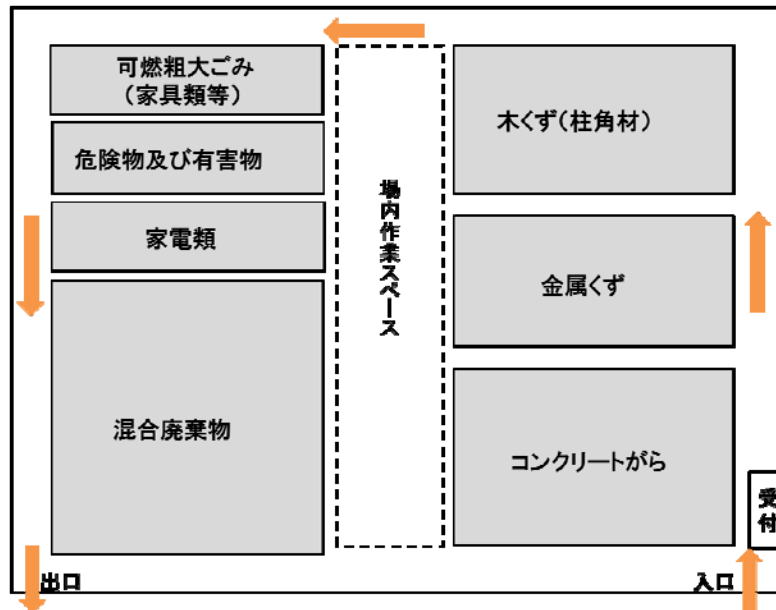 可燃粗大ごみ
(家具類等)
危険物及び有害物
家電類
混合廃棄物
場内作業スペース
木くず(柱角材)
金属くず
コンクリートがら
受付
出口
入口